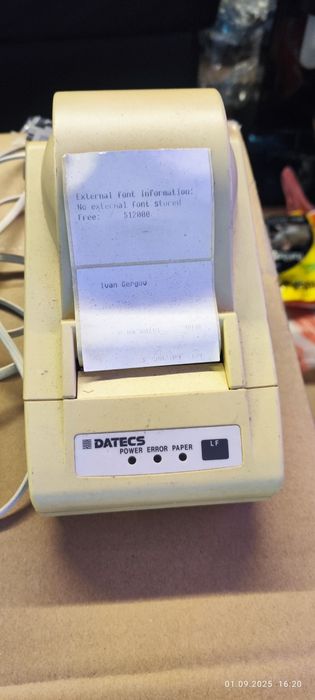 External font information:
No external font stored
free: 512000
Ivan Gergov
DATECS
POWER ERROR PAPER
LF
01.09.2025 16:20